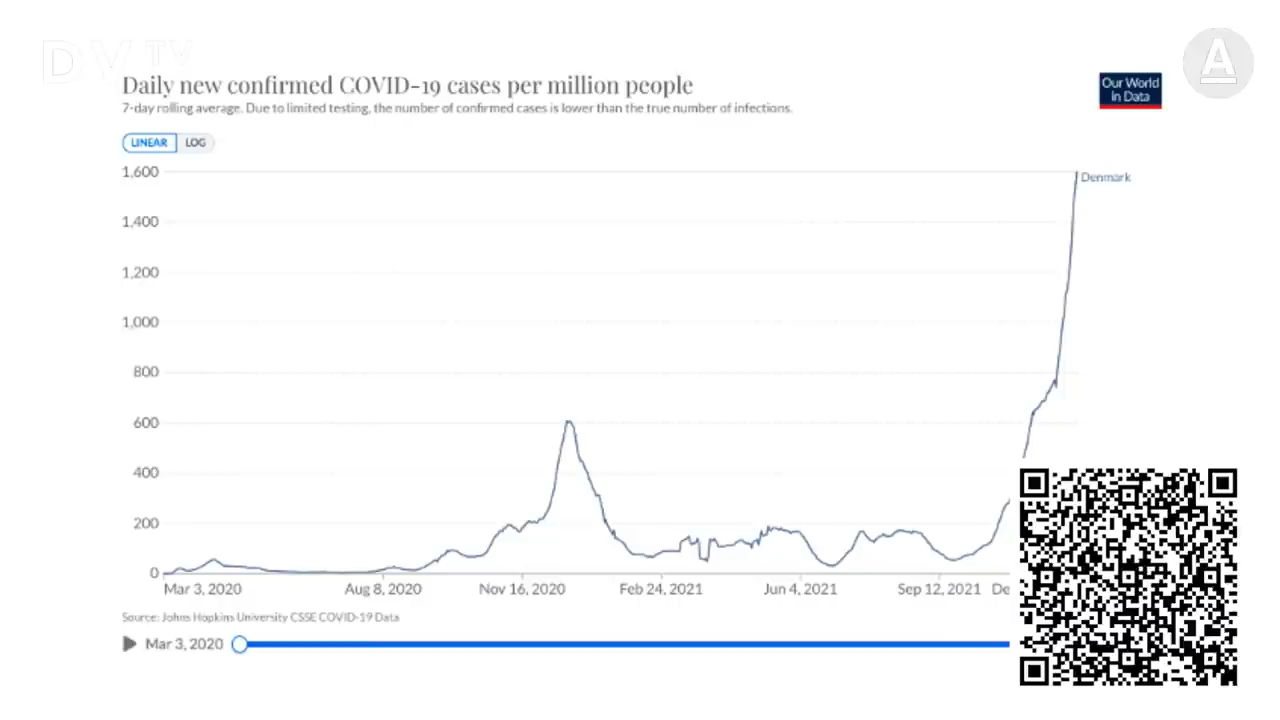 DVTV
A
Daily new confirmed COVID-19 cases per million people
7-day rolling average. Due to limited testing, the number of confirmed cases is lower than the true number of infections.
Our World
in Data
LINEAR LOG
1,600
Denmark
1,400
1,200
1,000
800
600
400
200
0
Mar 3, 2020 Aug 8, 2020 Nov 16, 2020 Feb 24, 2021 Jun 4, 2021 Sep 12, 2021 De
Source: Johns Hopkins University CSSE COVID-19 Data
Mar 3, 2020